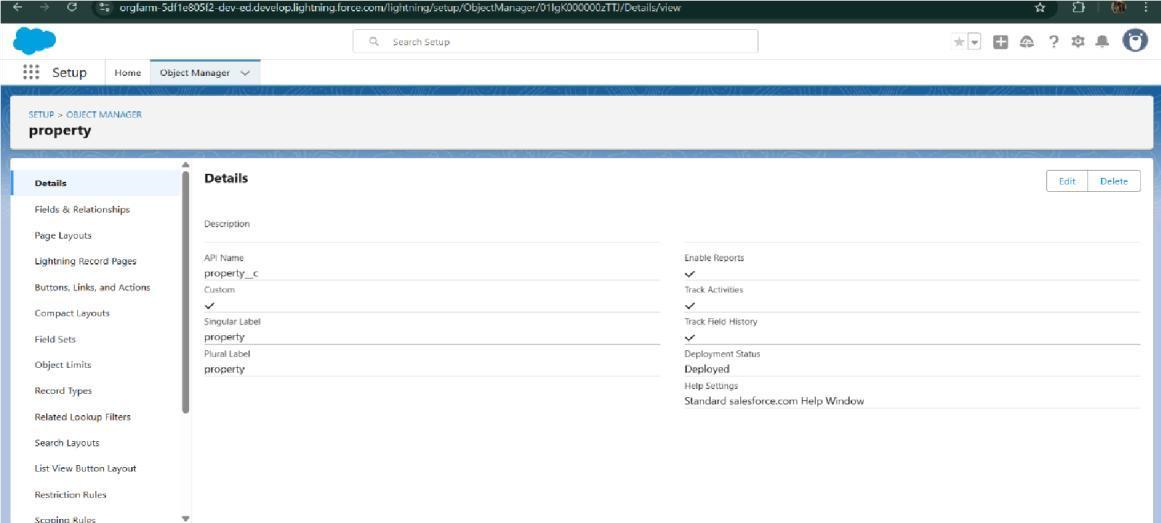 orgfarm-5df1e805f2-dev-ed.develop.lightning.force.com/lightning/setup/ObjectManager/01IgK000000zTTJ/Details/view
Search Setup
Setup
Home
Object Manager
SETUP > OBJECT MANAGER
property
Details
Fields & Relationships
Page Layouts
Lightning Record Pages
Buttons, Links, and Actions
Compact Layouts
Field Sets
Object Limits
Record Types
Related Lookup Filters
Search Layouts
List View Button Layout
Restriction Rules
Scoping Rules
Details
Edit
Delete
Description
API Name
property__c
Custom
Singular Label
property
Plural Label
property
Enable Reports
Track Activities
Track Field History
Deployment Status
Deployed
Help Settings
Standard salesforce.com Help Window